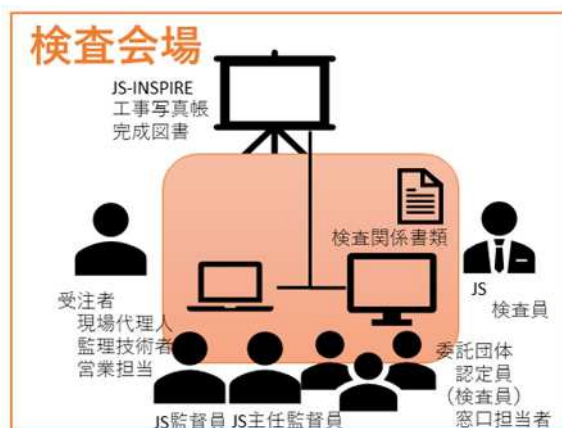 検査会場
JS-INSPIRE
工事写真帳
完成図書
検査関係書類
受注者
現場代理人
監理技術者
営業担当
JS
検査員
JS監督員
JS主任監督員
委託団体
認定員
（検査員）
窓口担当者